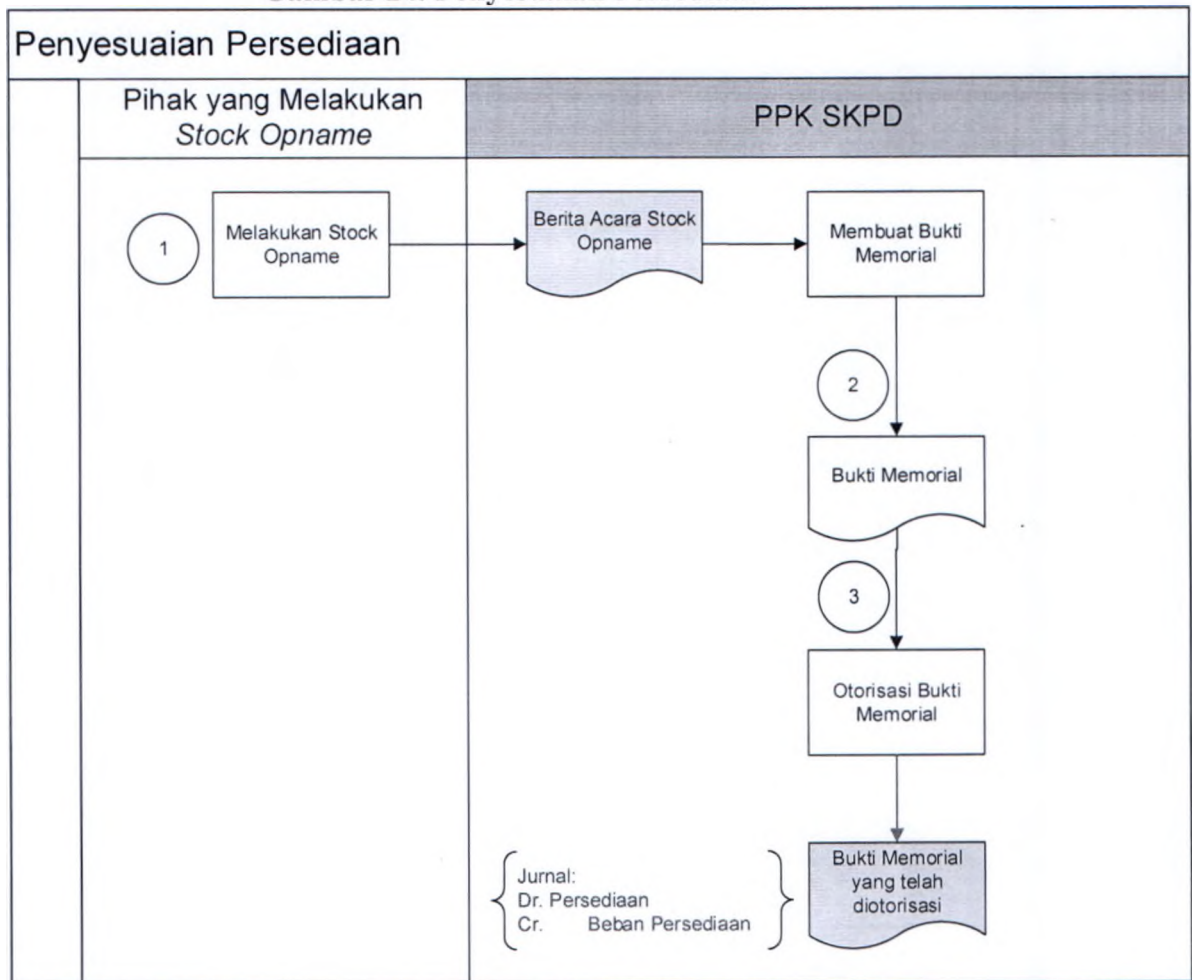 Penyesuaian Persediaan
Pihak yang Melakukan
Stock Opname
PPK SKPD
1
Melakukan Stock
Opname
Berita Acara Stock
Opname
Membuat Bukti
Memorial
2
Bukti Memorial
3
Otorisasi Bukti
Memorial
Bukti Memorial
yang telah
diotorisasi
Jurnal:
Dr. Persediaan
Cr. Beban Persediaan